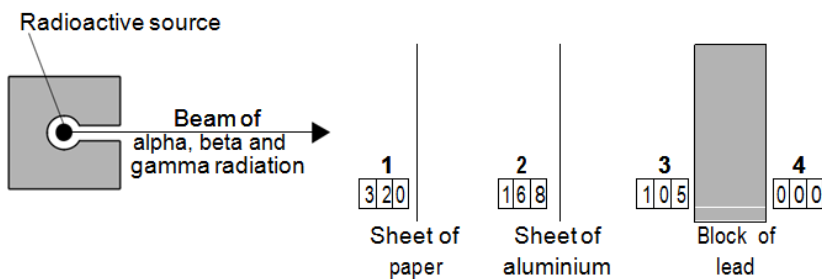 Radioactive source
Beam of
alpha, beta and
gamma radiation
1
2
3
4
320
168
105
000
Sheet of
paper
Sheet of
aluminium
Block of
lead